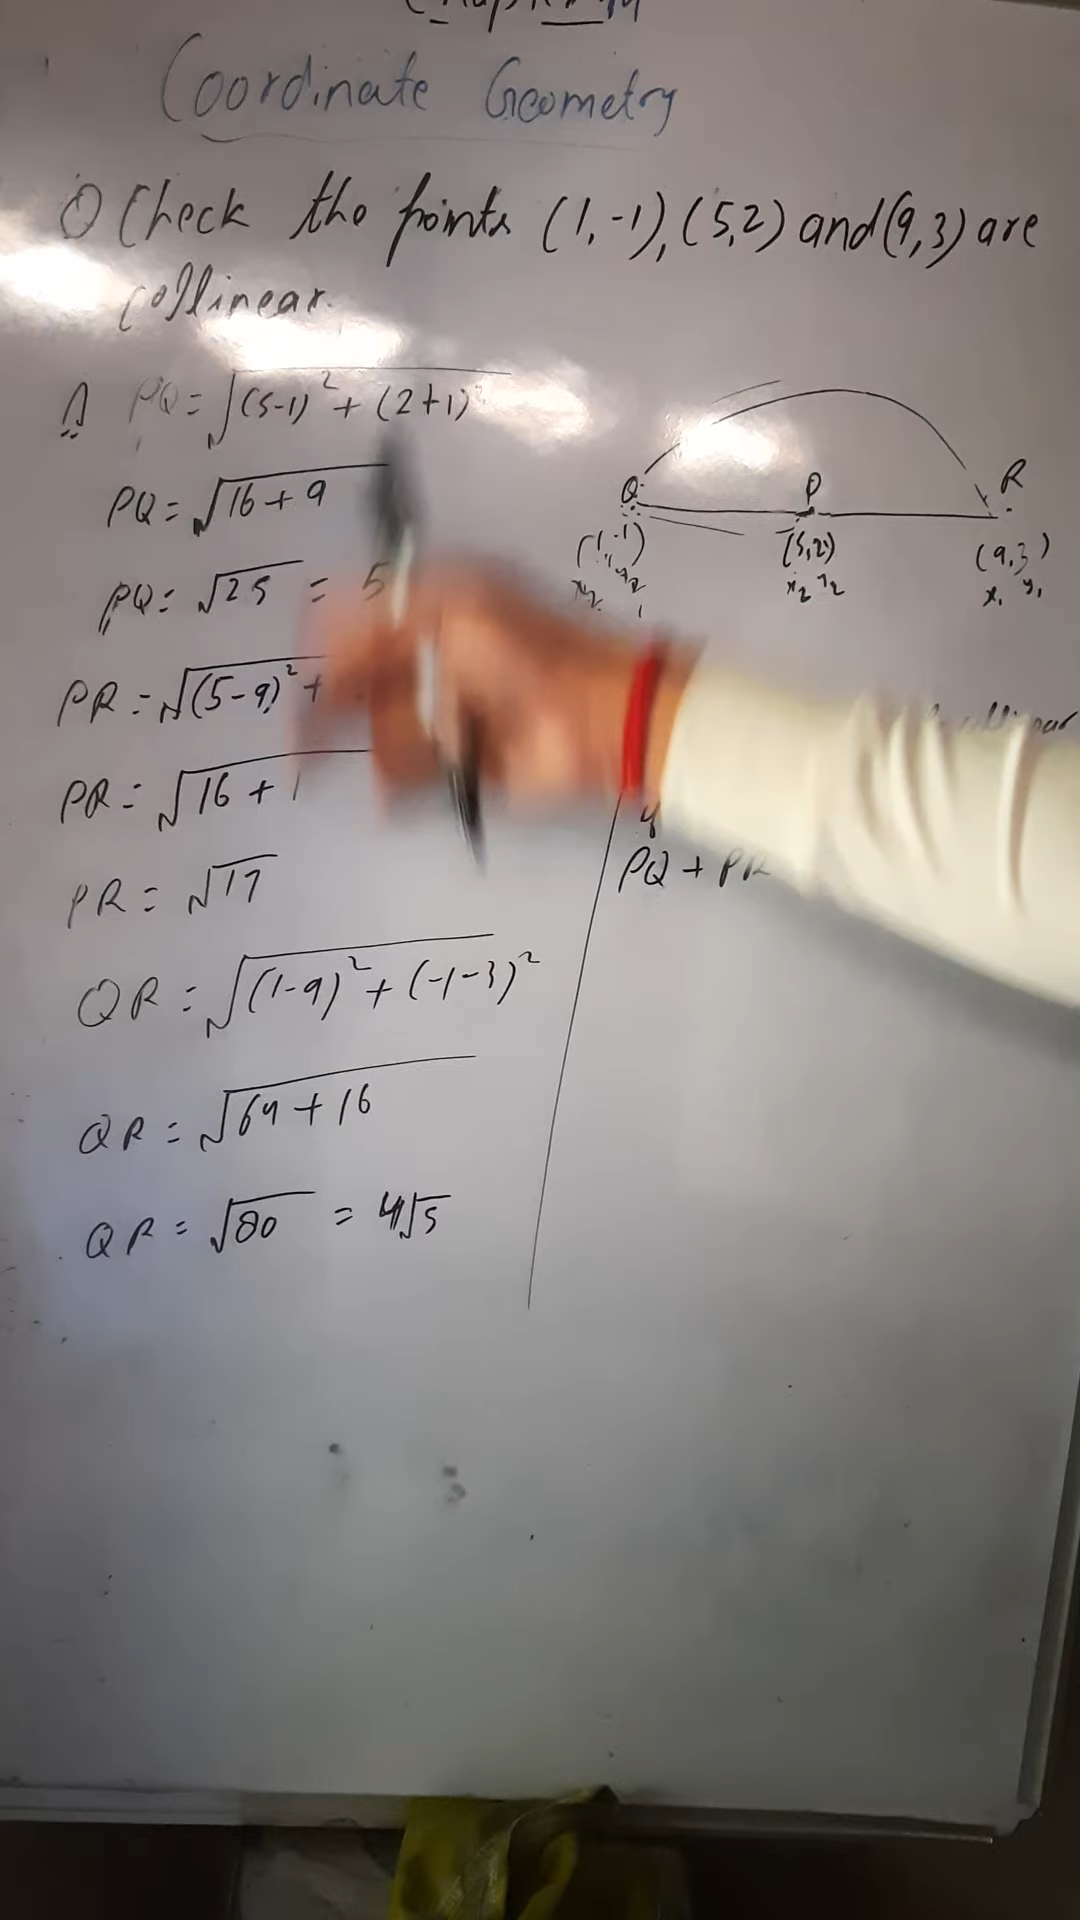 Coordinate Geometry
Q Check the points (1,-1), (5,2) and (9,3) are
collinear.
A PQ = √(5-1)² + (2+1)²
PQ = √16 + 9
PQ = √25 = 5
PR = √(5-9)² +
PR = √16 + 1
PR = √17
QR = √(1-9)² + (-1-3)²
QR = √64 + 16
QR = √80 = 4√5
Q P R
(1,-1) (5,2) (9,3)
x₂ y₂ x₁ y₁
PQ + PR